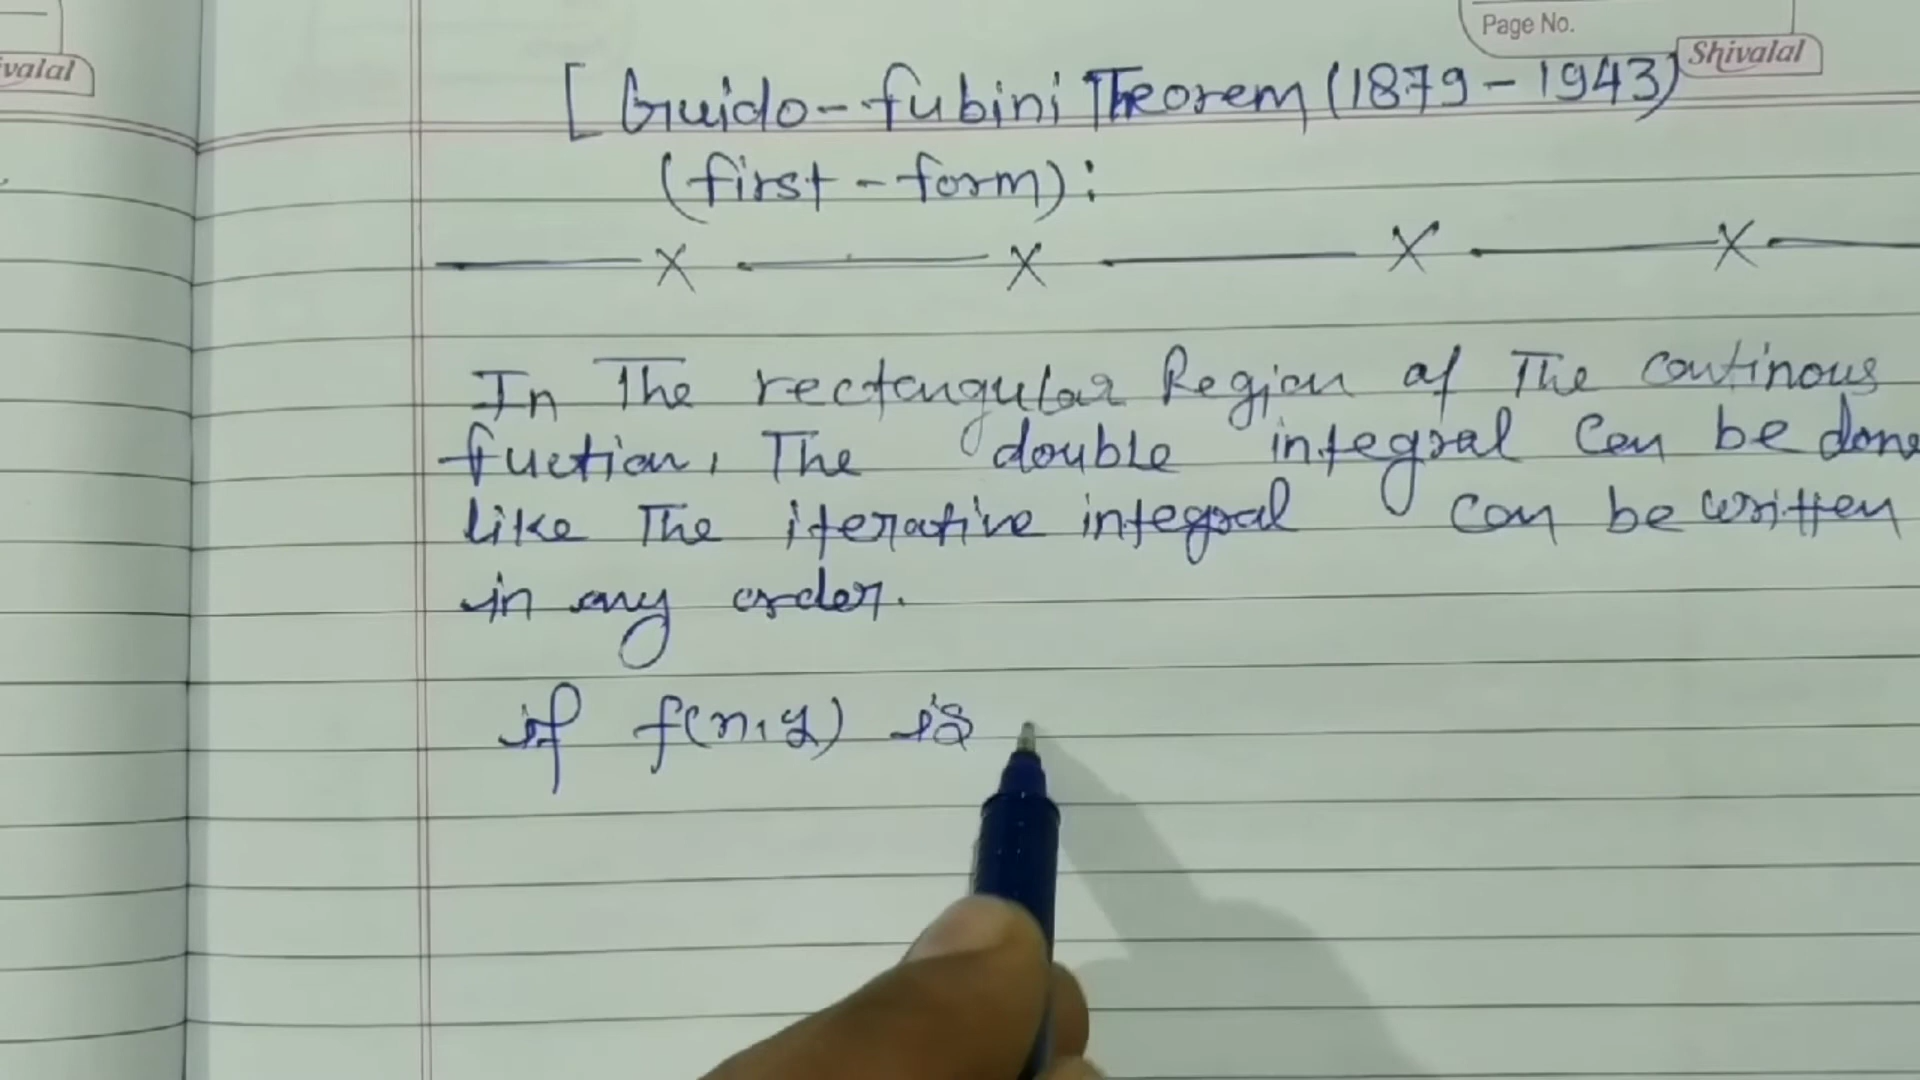 Page No.
Shivalal
valal
[ Guido-fubini Theorem (1879-1943)
(first-form):
In The rectangular Region of The continous
fuction, The double integral can be done
like The iterative integral can be written
in any order.
if f(n,y) is